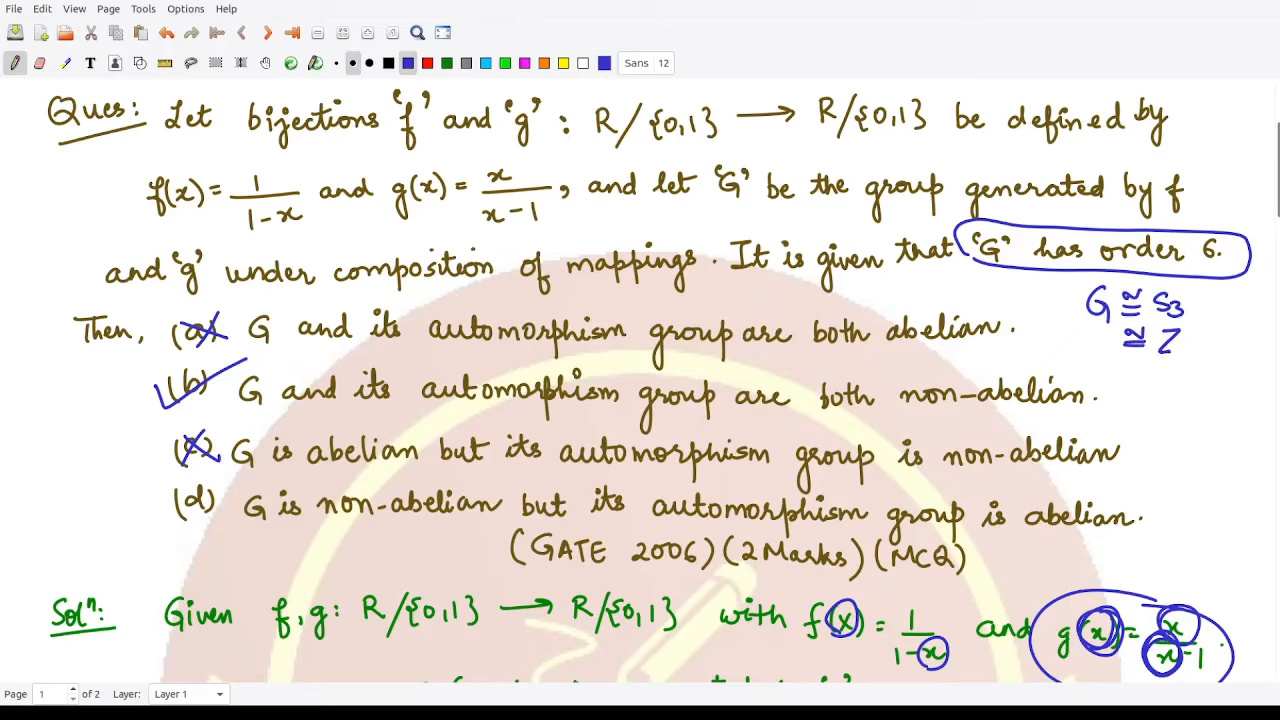 File Edit View Page Tools Options Help
Sans 12
Ques: Let bijections 'f' and 'g' : R/{0,1} ⟶ R/{0,1} be defined by
f(x) = 1/(1-x) and g(x) = x/(x-1), and let 'G' be the group generated by f
and 'g' under composition of mappings. It is given that 'G' has order 6.
G ≅ S3
≅ Z
Then, (a) G and its automorphism group are both abelian.
(b) G and its automorphism group are both non-abelian.
(c) G is abelian but its automorphism group is non-abelian
(d) G is non-abelian but its automorphism group is abelian.
(GATE 2006) (2 Marks) (MCQ)
Solⁿ: Given f, g : R/{0,1} ⟶ R/{0,1} with f(x) = 1/(1-x) and g(x) = x/(x-1).
Page 1 of 2 Layer: Layer 1